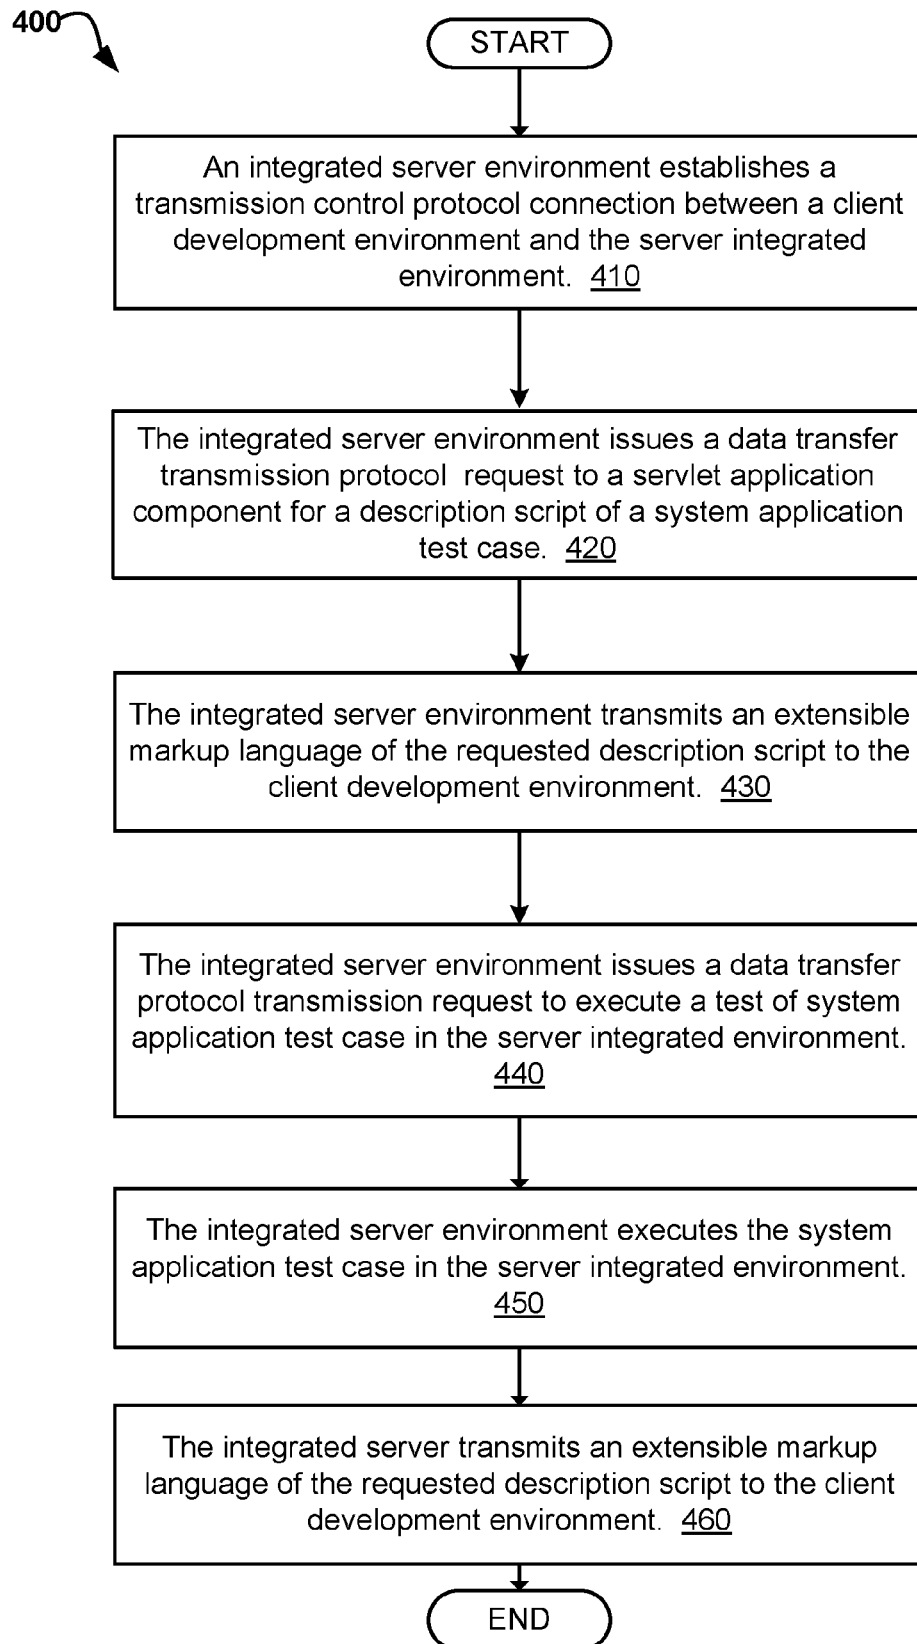 400
START
An integrated server environment establishes a
transmission control protocol connection between a client
development environment and the server integrated
environment. 410
The integrated server environment issues a data transfer
transmission protocol request to a servlet application
component for a description script of a system application
test case. 420
The integrated server environment transmits an extensible
markup language of the requested description script to the
client development environment. 430
The integrated server environment issues a data transfer
protocol transmission request to execute a test of system
application test case in the server integrated environment.
440
The integrated server environment executes the system
application test case in the server integrated environment.
450
The integrated server transmits an extensible markup
language of the requested description script to the client
development environment. 460
END